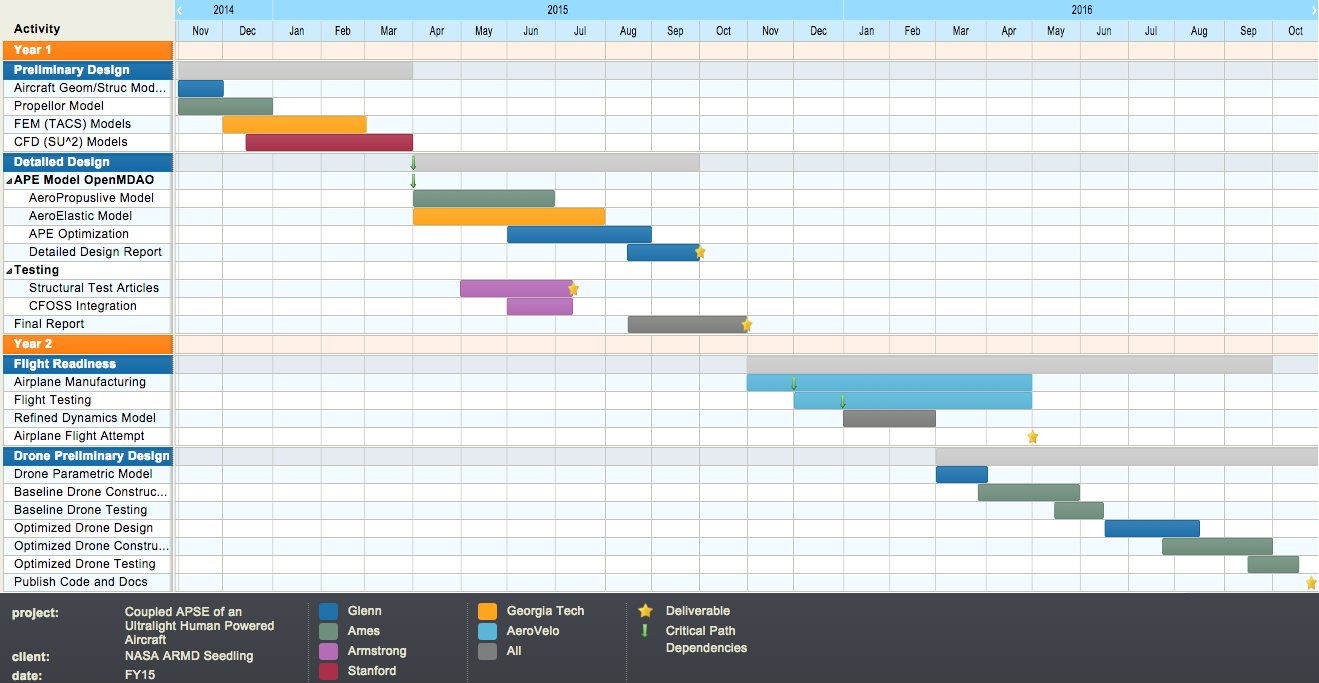 2014 2015 2016
Activity Nov Dec Jan Feb Mar Apr May Jun Jul Aug Sep Oct Nov Dec Jan Feb Mar Apr May Jun Jul Aug Sep Oct
Year 1
Preliminary Design
Aircraft Geom/Struc Mod...
Propellor Model
FEM (TACS) Models
CFD (SU^2) Models
Detailed Design
APE Model OpenMDAO
AeroPropuslive Model
AeroElastic Model
APE Optimization
Detailed Design Report
Testing
Structural Test Articles
CFOSS Integration
Final Report
Year 2
Flight Readiness
Airplane Manufacturing
Flight Testing
Refined Dynamics Model
Airplane Flight Attempt
Drone Preliminary Design
Drone Parametric Model
Baseline Drone Construc...
Baseline Drone Testing
Optimized Drone Design
Optimized Drone Constru...
Optimized Drone Testing
Publish Code and Docs
project: Coupled APSE of an
Ultralight Human Powered
Aircraft
client: NASA ARMD Seedling
date: FY15
Glenn
Ames
Armstrong
Stanford
Georgia Tech
AeroVelo
All
Deliverable
Critical Path
Dependencies